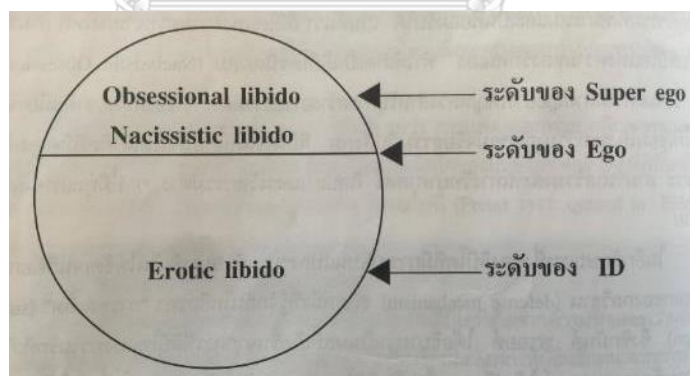 Obsessional libido
ระดับของ Super ego
Nacissistic libido
ระดับของ Ego
Erotic libido
ระดับของ ID